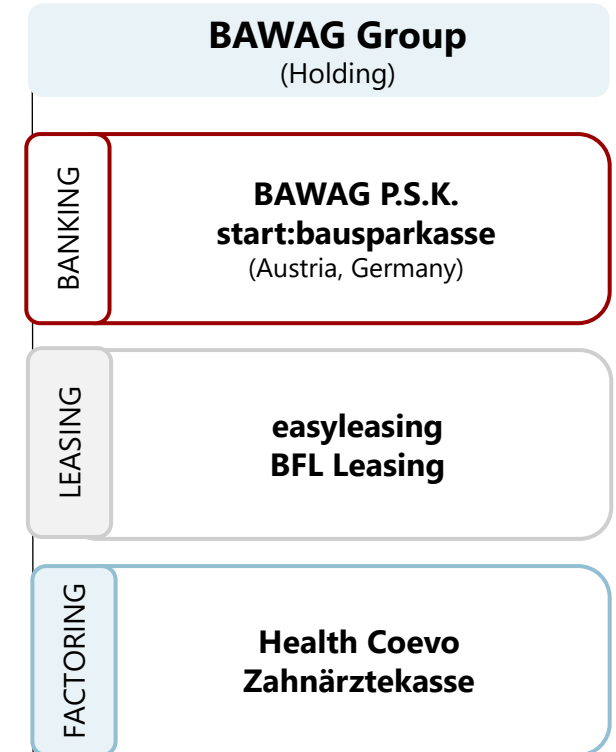 BAWAG Group
(Holding)
BANKING
BAWAG P.S.K.
start:bausparkasse
(Austria, Germany)
LEASING
easyleasing
BFL Leasing
FACTORING
Health Coevo
Zahnärztekasse